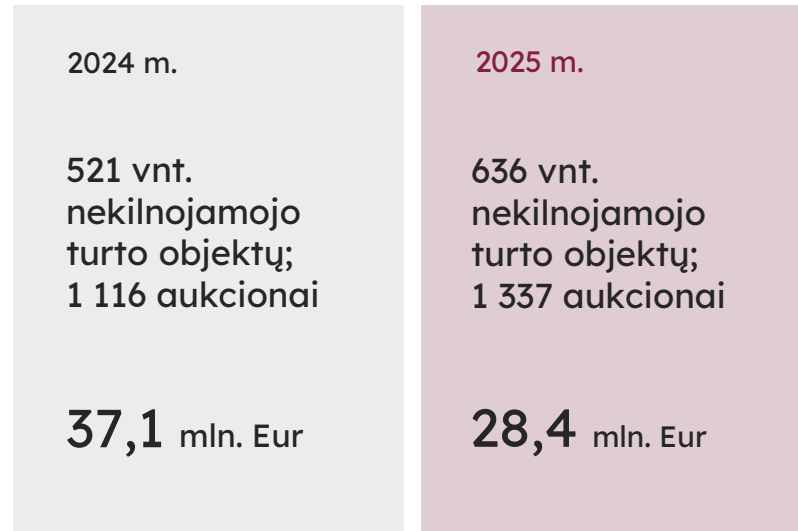 2024 m.
521 vnt.
nekilnojamojo
turto objektų;
1 116 aukcionai
37,1 mln. Eur
2025 m.
636 vnt.
nekilnojamojo
turto objektų;
1 337 aukcionai
28,4 mln. Eur